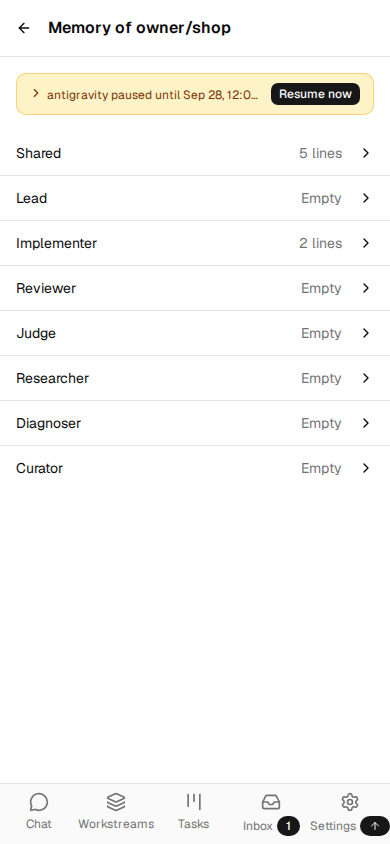 Memory of owner/shop
antigravity paused until Sep 28, 12:0... Resume now
Shared 5 lines
Lead Empty
Implementer 2 lines
Reviewer Empty
Judge Empty
Researcher Empty
Diagnoser Empty
Curator Empty
Chat Workstreams Tasks Inbox 1 Settings